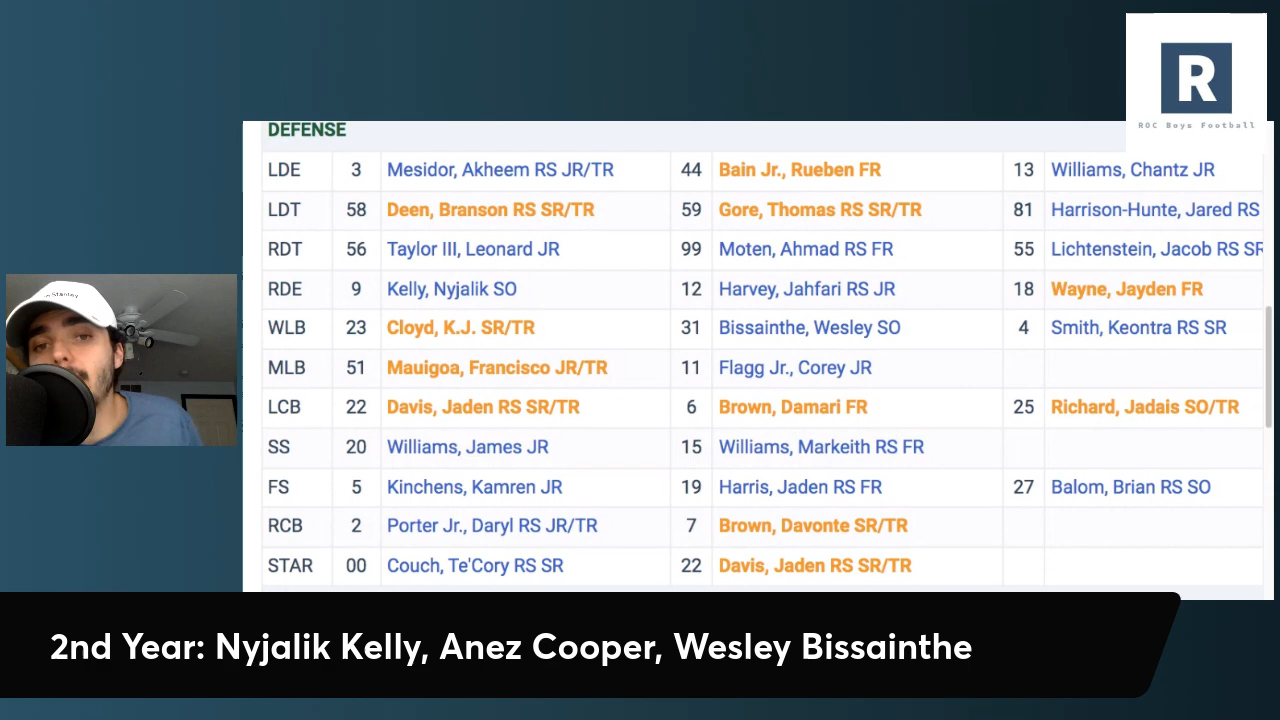 R
ROC Boys Football
DEFENSE
LDE 3 Mesidor, Akheem RS JR/TR 44 Bain Jr., Rueben FR 13 Williams, Chantz JR
LDT 58 Deen, Branson RS SR/TR 59 Gore, Thomas RS SR/TR 81 Harrison-Hunte, Jared RS
RDT 56 Taylor III, Leonard JR 99 Moten, Ahmad RS FR 55 Lichtenstein, Jacob RS SR
RDE 9 Kelly, Nyjalik SO 12 Harvey, Jahfari RS JR 18 Wayne, Jayden FR
WLB 23 Cloyd, K.J. SR/TR 31 Bissainthe, Wesley SO 4 Smith, Keontra RS SR
MLB 51 Mauigoa, Francisco JR/TR 11 Flagg Jr., Corey JR
LCB 22 Davis, Jaden RS SR/TR 6 Brown, Damari FR 25 Richard, Jadais SO/TR
SS 20 Williams, James JR 15 Williams, Markeith RS FR
FS 5 Kinchens, Kamren JR 19 Harris, Jaden RS FR 27 Balom, Brian RS SO
RCB 2 Porter Jr., Daryl RS JR/TR 7 Brown, Davonte SR/TR
STAR 00 Couch, Te'Cory RS SR 22 Davis, Jaden RS SR/TR
2nd Year: Nyjalik Kelly, Anez Cooper, Wesley Bissainthe